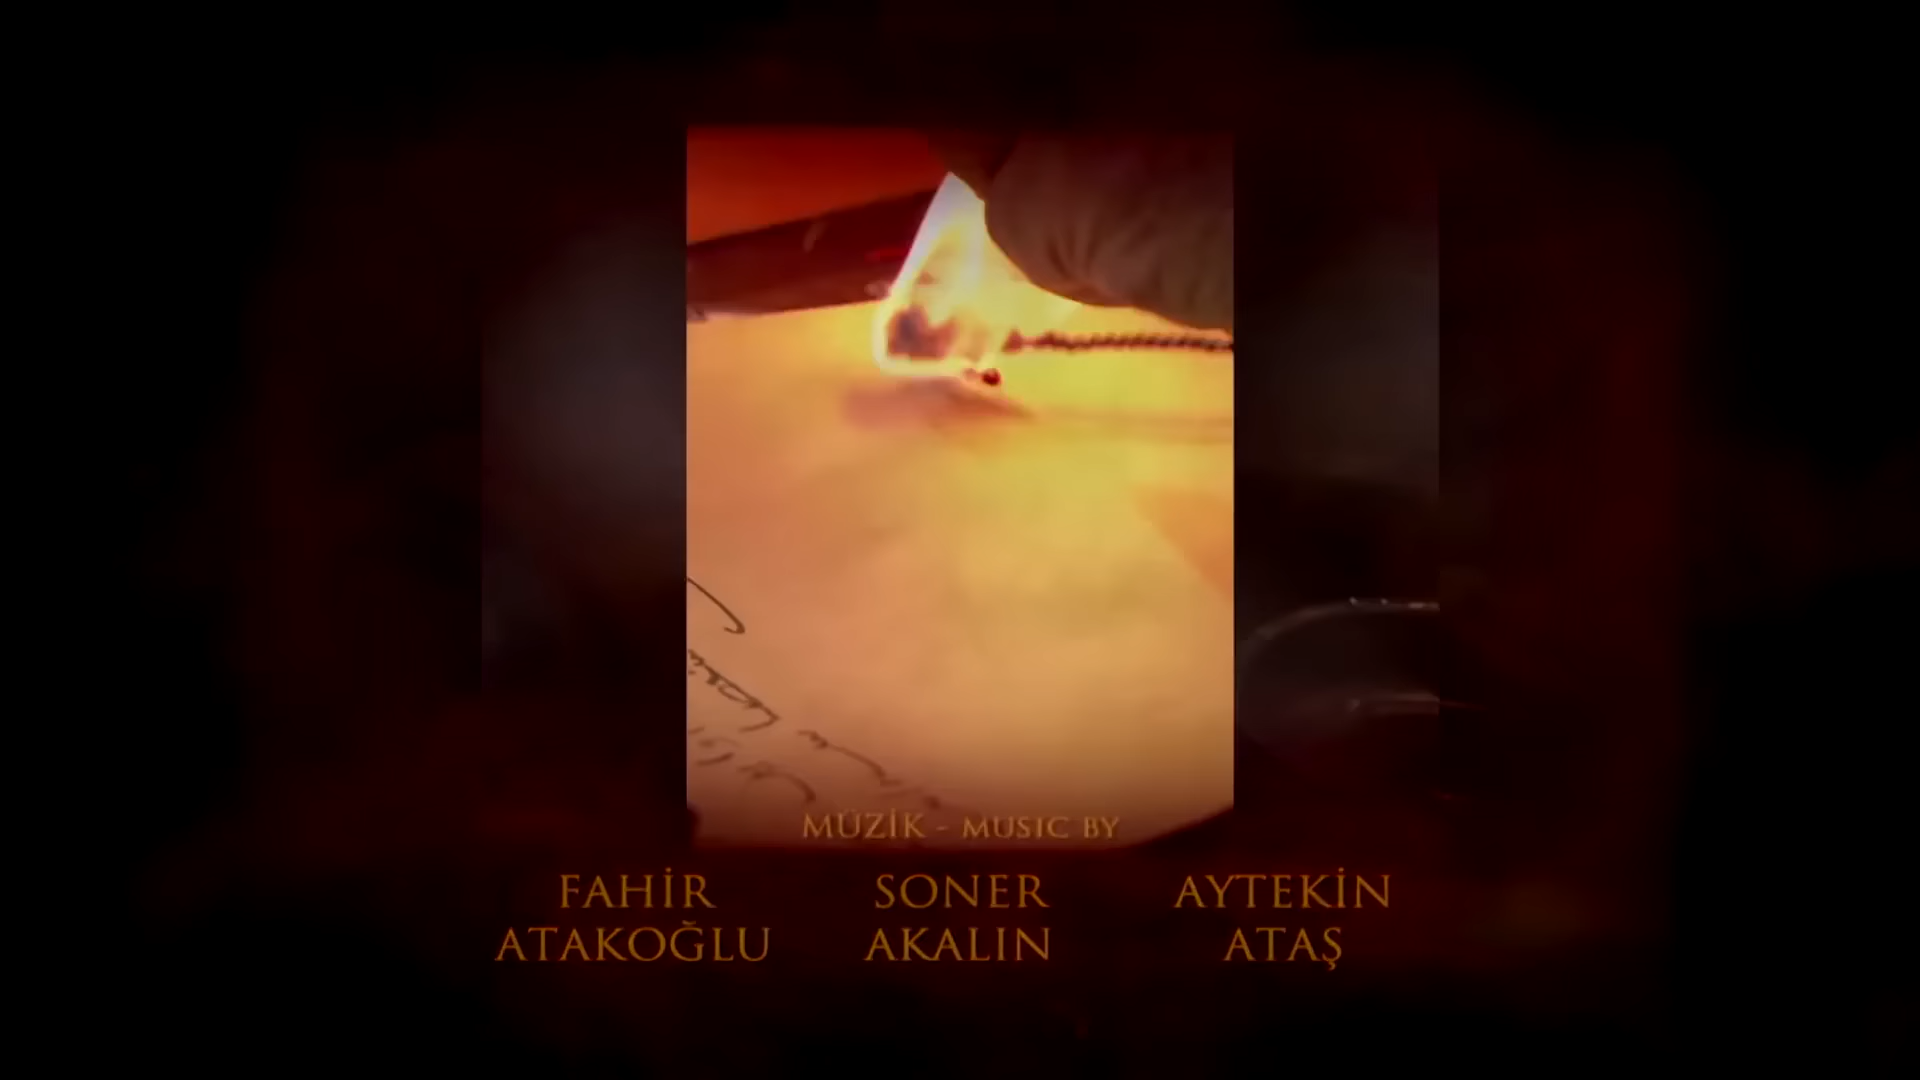 MÜZİK - MUSIC BY
FAHİR SONER AYTEKİN
ATAKOĞLU AKALIN ATAŞ